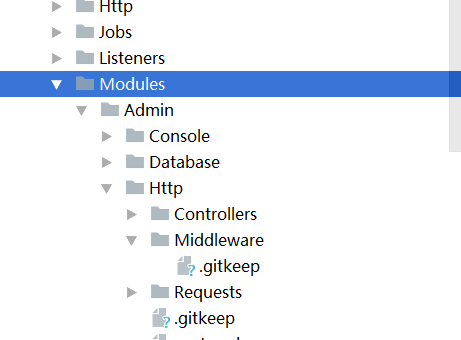 Http
Jobs
Listeners
Modules
Admin
Console
Database
Http
Controllers
Middleware
.gitkeep
Requests
.gitkeep